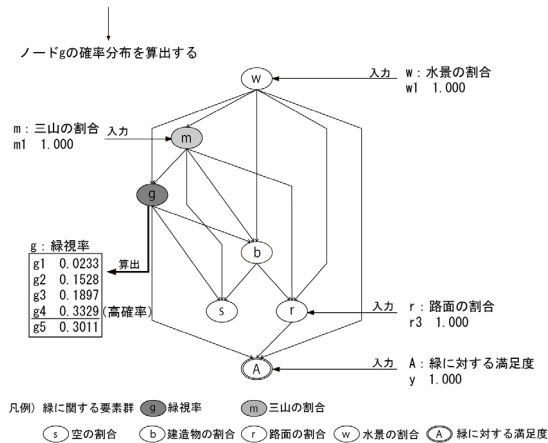 ノードgの確率分布を算出する
w
入力
w：水景の割合
w1 1.000
m：三山の割合
m1 1.000
入力
m
g
g：緑視率
g1 0.0233
g2 0.1528
g3 0.1897
g4 0.3329(高確率)
g5 0.3011
算出
b
s
r
入力
r：路面の割合
r3 1.000
A
入力
A：緑に対する満足度
y 1.000
凡例）緑に関する要素群 g 緑視率 m 三山の割合
s 空の割合 b 建造物の割合 r 路面の割合 w 水景の割合 A 緑に対する満足度